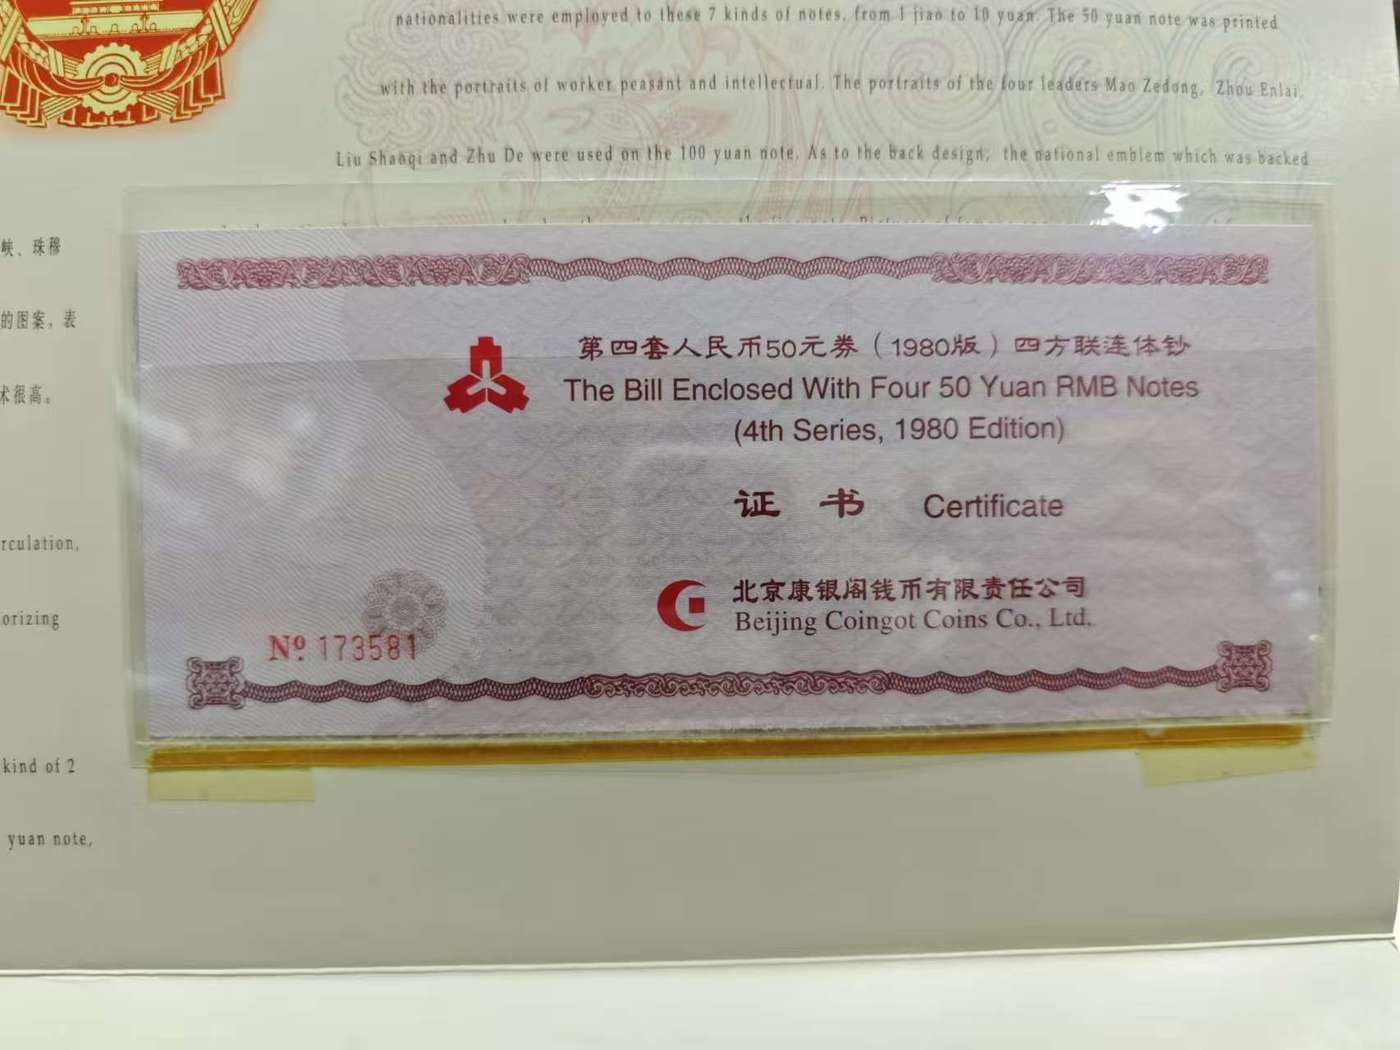 nationalities were employed to these 7 kinds of notes, from 1 jiao to 10 yuan. The 50 yuan note was printed
with the portraits of worker peasant and intellectual. The portraits of the four leaders Mao Zedong, Zhou Enlai,
Liu Shaoqi and Zhu De were used on the 100 yuan note. As to the back design, the national emblem which was backed
峡、珠穆
的图案，表
术很高。
rculation,
orizing
kind of 2
yuan note,
第四套人民币50元券（1980版）四方联连体钞
The Bill Enclosed With Four 50 Yuan RMB Notes
(4th Series, 1980 Edition)
证 书 Certificate
北京康银阁钱币有限责任公司
Beijing Coingot Coins Co., Ltd.
Nº 173581